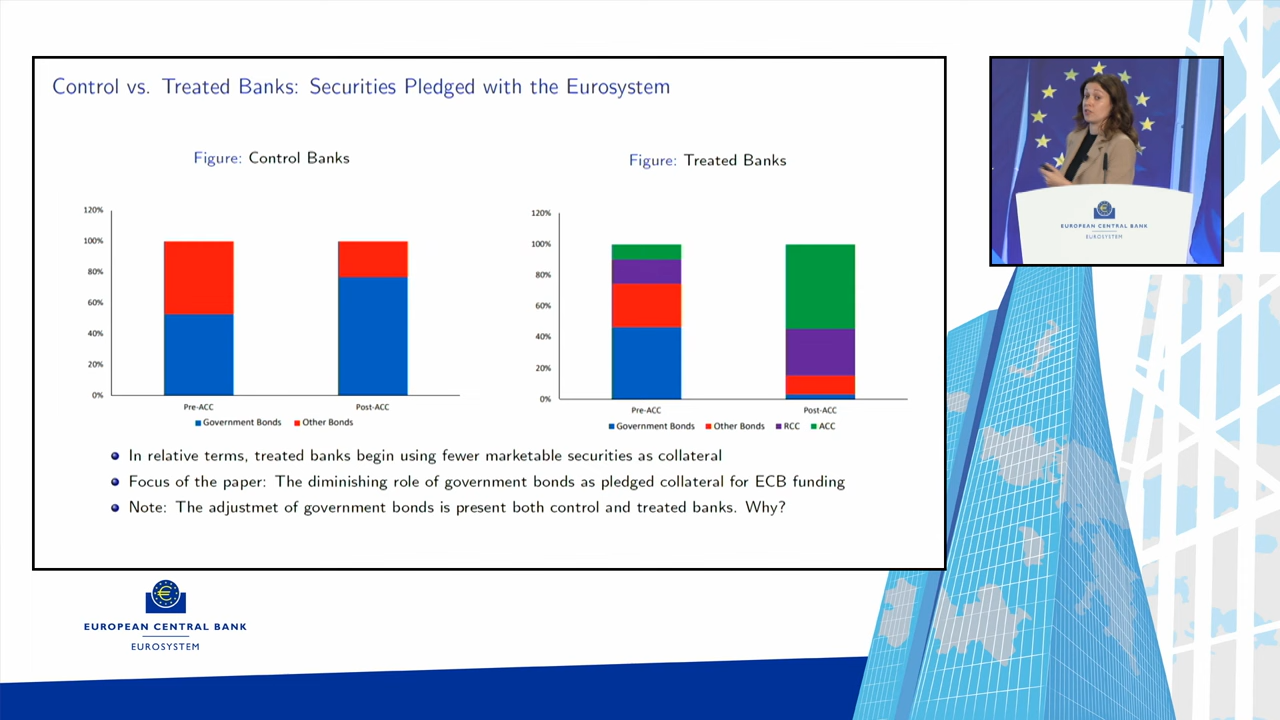 Control vs. Treated Banks: Securities Pledged with the Eurosystem
Figure: Control Banks
120%
100%
80%
60%
40%
20%
0%
Pre-ACC
Post-ACC
Government Bonds
Other Bonds
Figure: Treated Banks
120%
100%
80%
60%
40%
20%
0%
Pre-ACC
Post-ACC
Government Bonds
Other Bonds
RCC
ACC
In relative terms, treated banks begin using fewer marketable securities as collateral
Focus of the paper: The diminishing role of government bonds as pledged collateral for ECB funding
Note: The adjustmet of government bonds is present both control and treated banks. Why?
EUROPEAN CENTRAL BANK
EUROSYSTEM
EUROPEAN CENTRAL BANK
EUROSYSTEM